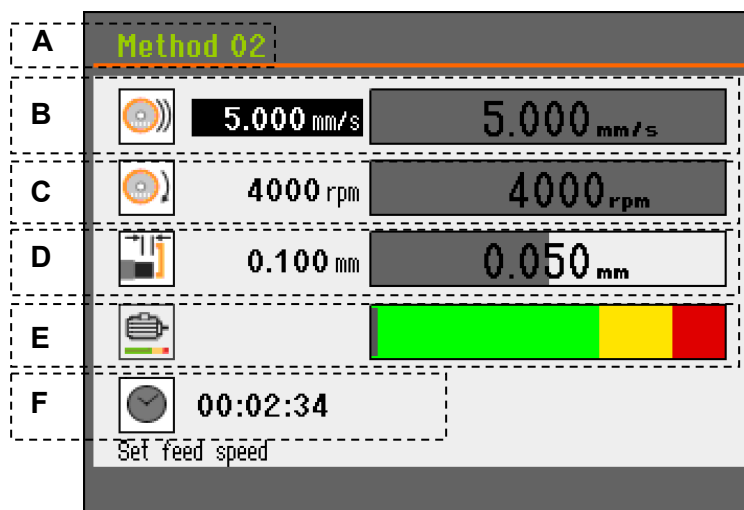 A Method 02
B 5.000 mm/s 5.000 mm/s
C 4000 rpm 4000 rpm
D 0.100 mm 0.050 mm
E
F 00:02:34
Set feed speed